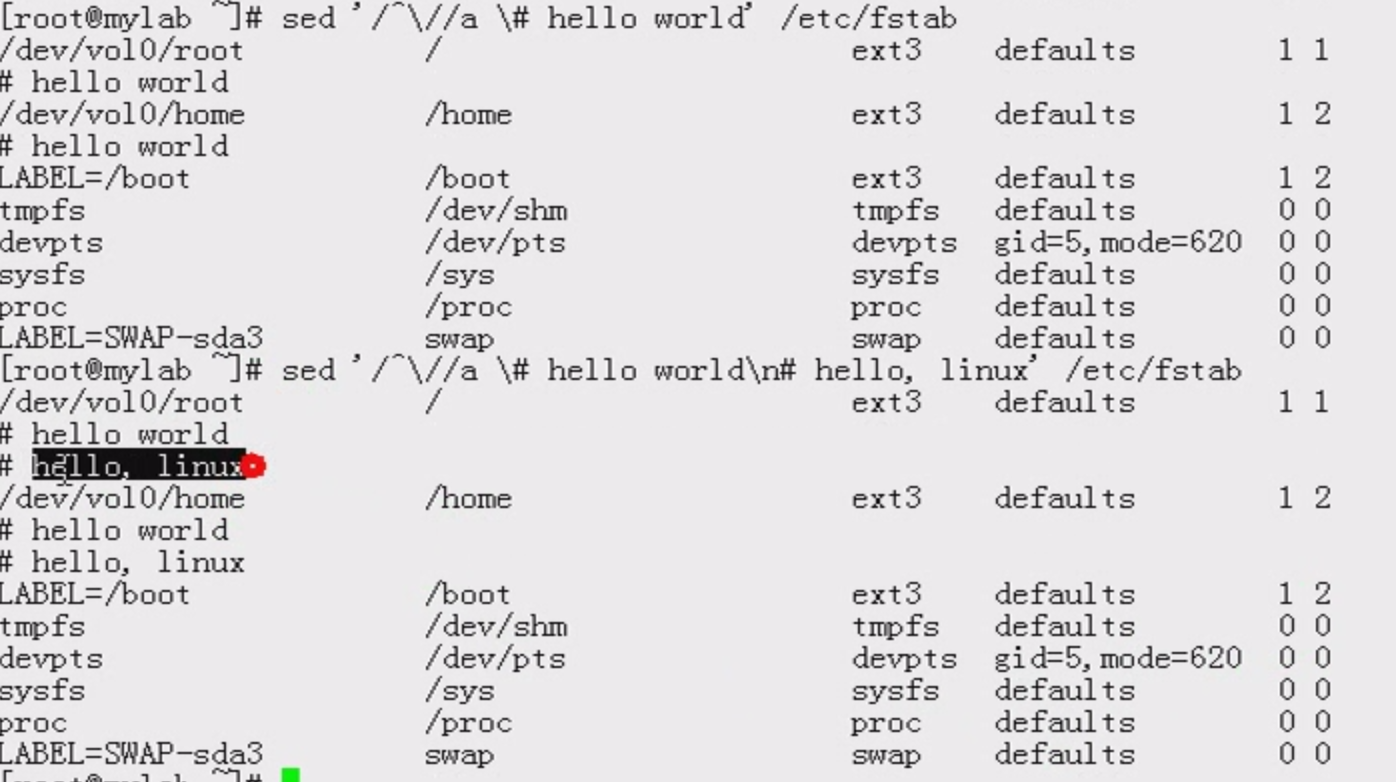 [root@mylab ~]# sed '/^\//a \# hello world' /etc/fstab
/dev/vol0/root / ext3 defaults 1 1
# hello world
/dev/vol0/home /home ext3 defaults 1 2
# hello world
LABEL=/boot /boot ext3 defaults 1 2
tmpfs /dev/shm tmpfs defaults 0 0
devpts /dev/pts devpts gid=5,mode=620 0 0
sysfs /sys sysfs defaults 0 0
proc /proc proc defaults 0 0
LABEL=SWAP-sda3 swap swap defaults 0 0
[root@mylab ~]# sed '/^\//a \# hello world\n# hello, linux' /etc/fstab
/dev/vol0/root / ext3 defaults 1 1
# hello world
# hello, linux
/dev/vol0/home /home ext3 defaults 1 2
# hello world
# hello, linux
LABEL=/boot /boot ext3 defaults 1 2
tmpfs /dev/shm tmpfs defaults 0 0
devpts /dev/pts devpts gid=5,mode=620 0 0
sysfs /sys sysfs defaults 0 0
proc /proc proc defaults 0 0
LABEL=SWAP-sda3 swap swap defaults 0 0
[root@mylab ~]#